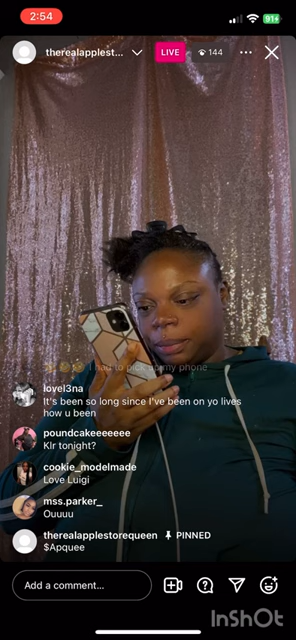 2:54
91
therealapplest...
LIVE
144
I had to pick up my phone
lovel3na
It's been so long since I've been on yo lives
how u been
poundcakeeeeeee
Klr tonight?
cookie_modelmade
Love Luigi
mss.parker_
Ouuuu
therealapplestorequeen PINNED
$Apquee
Add a comment...
InShOt